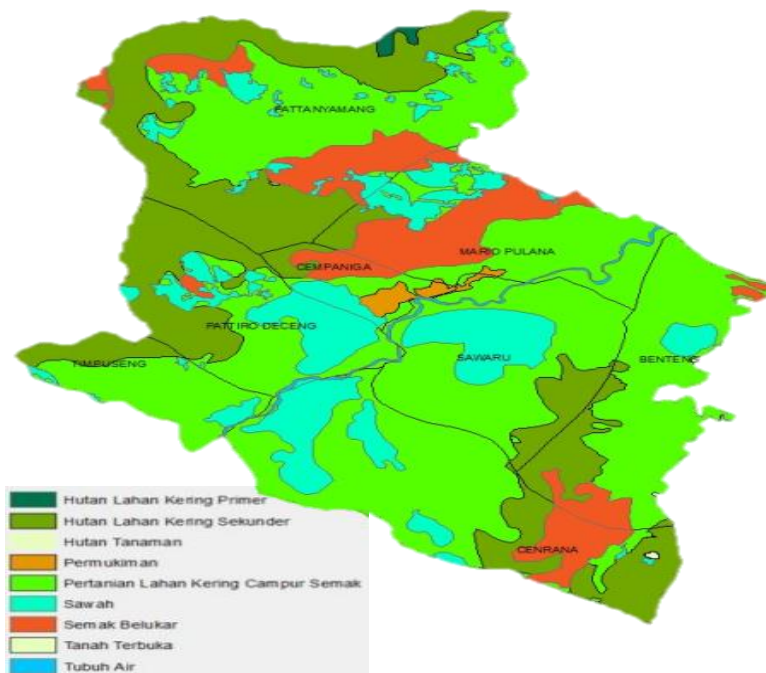 PATTANYAMANG
MARIO PULANA
CEMPANIGA
PATTIRO DECENG
TIMPUSENG
SAWARU
BENTENG
CENRANA
Hutan Lahan Kering Primer
Hutan Lahan Kering Sekunder
Hutan Tanaman
Permukiman
Pertanian Lahan Kering Campur Semak
Sawah
Semak Belukar
Tanah Terbuka
Tubuh Air